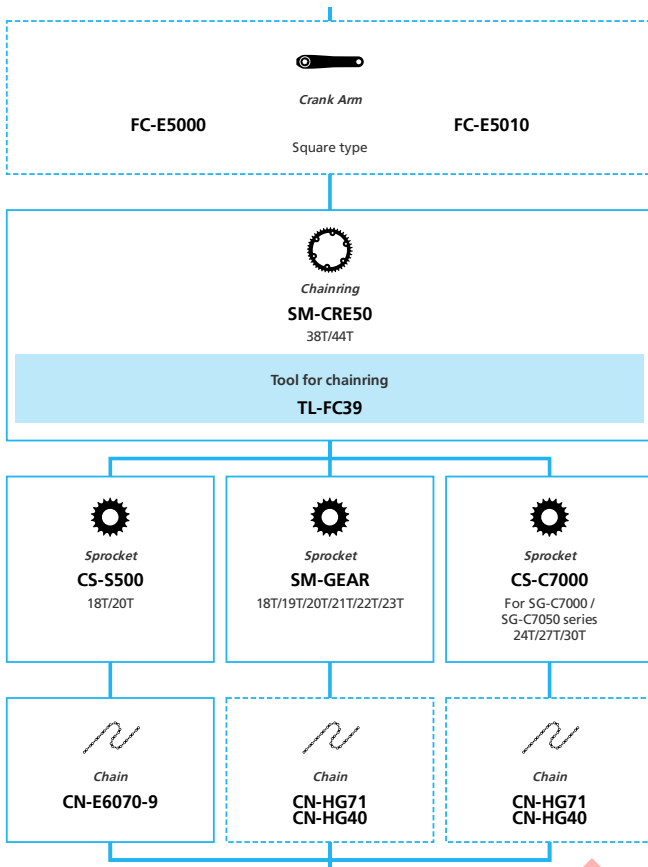 Crank Arm
FC-E5000
FC-E5010
Square type
Chainring
SM-CRE50
38T/44T
Tool for chainring
TL-FC39
Sprocket
CS-S500
18T/20T
Sprocket
SM-GEAR
18T/19T/20T/21T/22T/23T
Sprocket
CS-C7000
For SG-C7000 /
SG-C7050 series
24T/27T/30T
Chain
CN-E6070-9
Chain
CN-HG71
CN-HG40
Chain
CN-HG71
CN-HG40